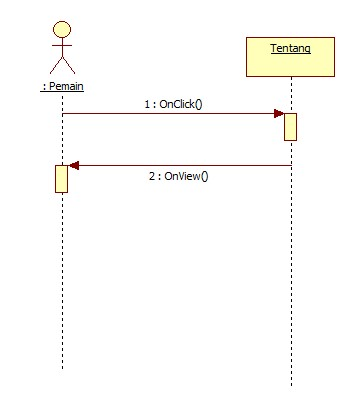 Tentang
: Pemain
1 : OnClick()
2 : OnView()